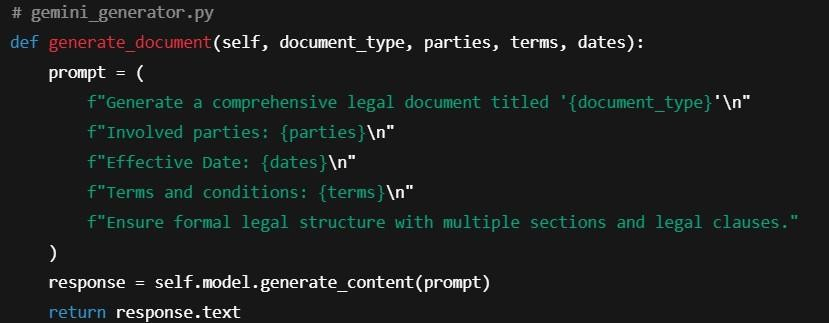 # gemini_generator.py
def generate_document(self, document_type, parties, terms, dates):
    prompt = (
        f"Generate a comprehensive legal document titled '{document_type}'\n"
        f"Involved parties: {parties}\n"
        f"Effective Date: {dates}\n"
        f"Terms and conditions: {terms}\n"
        f"Ensure formal legal structure with multiple sections and legal clauses."
    )
    response = self.model.generate_content(prompt)
    return response.text